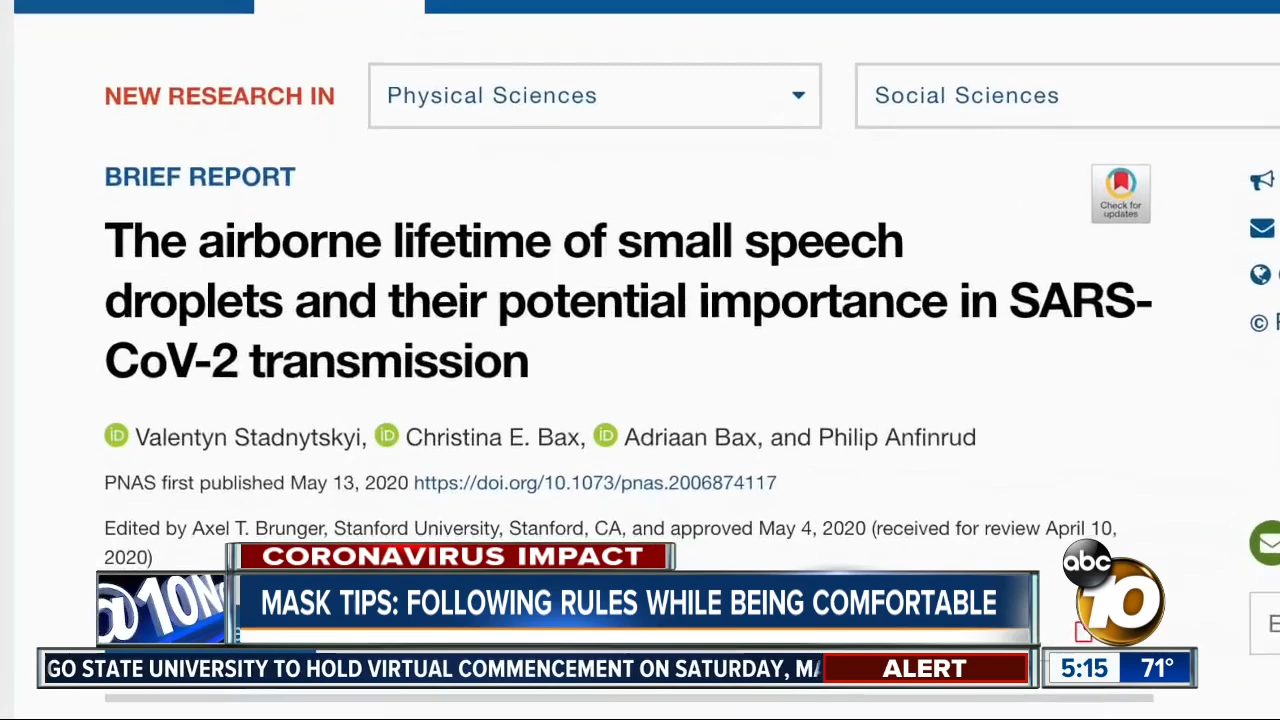 NEW RESEARCH IN
Physical Sciences
Social Sciences
BRIEF REPORT
Check for
updates
The airborne lifetime of small speech
droplets and their potential importance in SARS-
CoV-2 transmission
iD Valentyn Stadnytskyi, iD Christina E. Bax, iD Adriaan Bax, and Philip Anfinrud
PNAS first published May 13, 2020 https://doi.org/10.1073/pnas.2006874117
Edited by Axel T. Brunger, Stanford University, Stanford, CA, and approved May 4, 2020 (received for review April 10,
2020)
©
CORONAVIRUS IMPACT
@10N
MASK TIPS: FOLLOWING RULES WHILE BEING COMFORTABLE
abc
10
GO STATE UNIVERSITY TO HOLD VIRTUAL COMMENCEMENT ON SATURDAY, MA
ALERT
5:15 71°